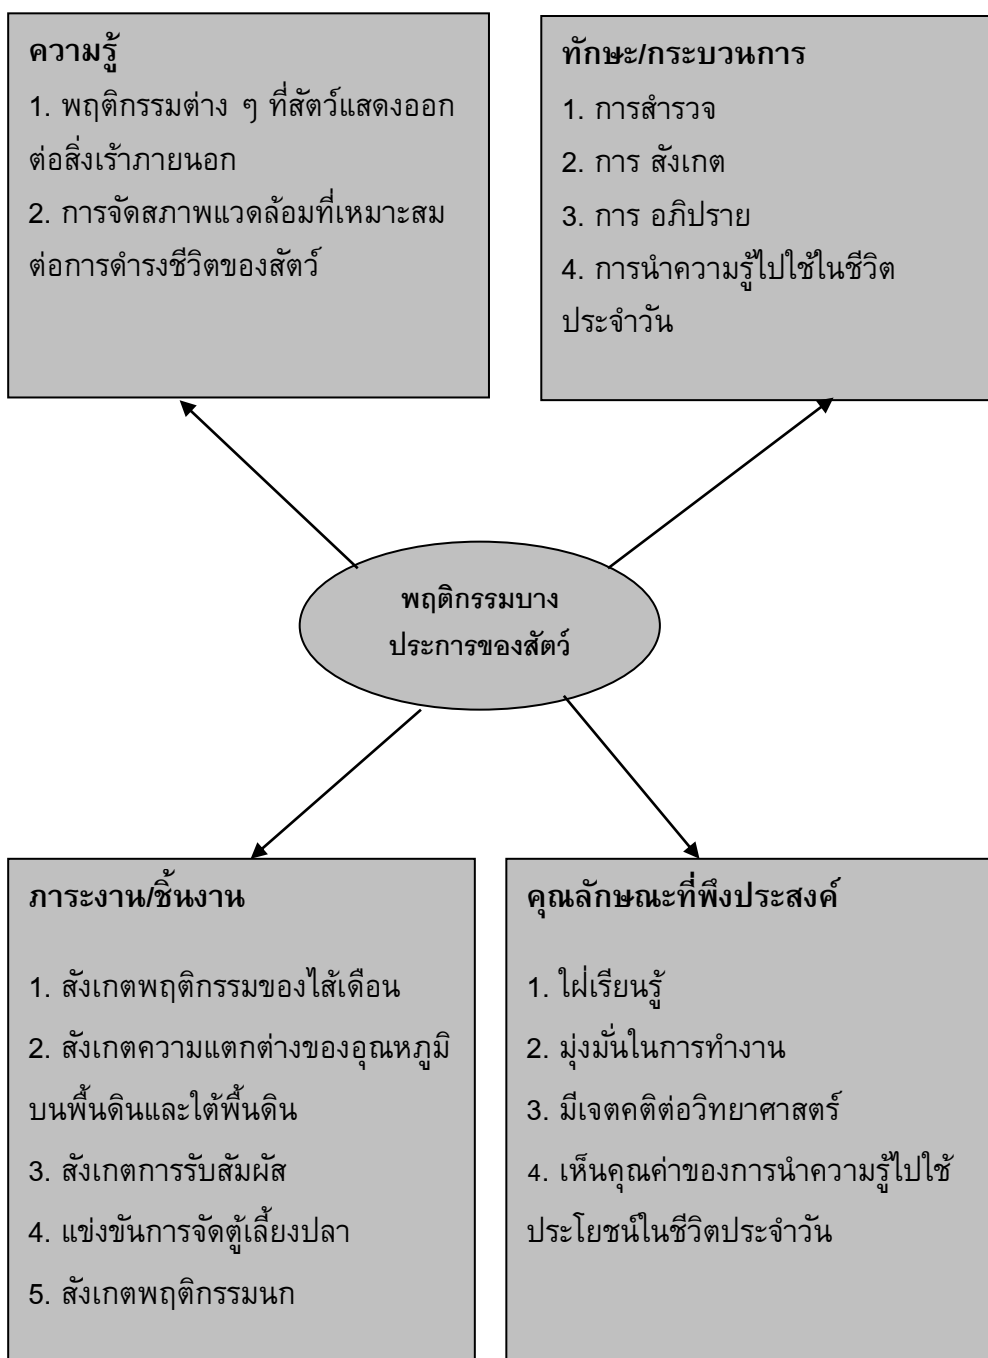 ความรู้
1. พฤติกรรมต่าง ๆ ที่สัตว์แสดงออก
ต่อสิ่งเร้าภายนอก
2. การจัดสภาพแวดล้อมที่เหมาะสม
ต่อการดำรงชีวิตของสัตว์
ทักษะ/กระบวนการ
1. การสำรวจ
2. การ สังเกต
3. การ อภิปราย
4. การนำความรู้ไปใช้ในชีวิต
ประจำวัน
พฤติกรรมบาง
ประการของสัตว์
ภาระงาน/ชิ้นงาน
1. สังเกตพฤติกรรมของไส้เดือน
2. สังเกตความแตกต่างของอุณหภูมิ
บนพื้นดินและใต้พื้นดิน
3. สังเกตการรับสัมผัส
4. แข่งขันการจัดตู้เลี้ยงปลา
5. สังเกตพฤติกรรมนก
คุณลักษณะที่พึงประสงค์
1. ใฝ่เรียนรู้
2. มุ่งมั่นในการทำงาน
3. มีเจตคติต่อวิทยาศาสตร์
4. เห็นคุณค่าของการนำความรู้ไปใช้
ประโยชน์ในชีวิตประจำวัน